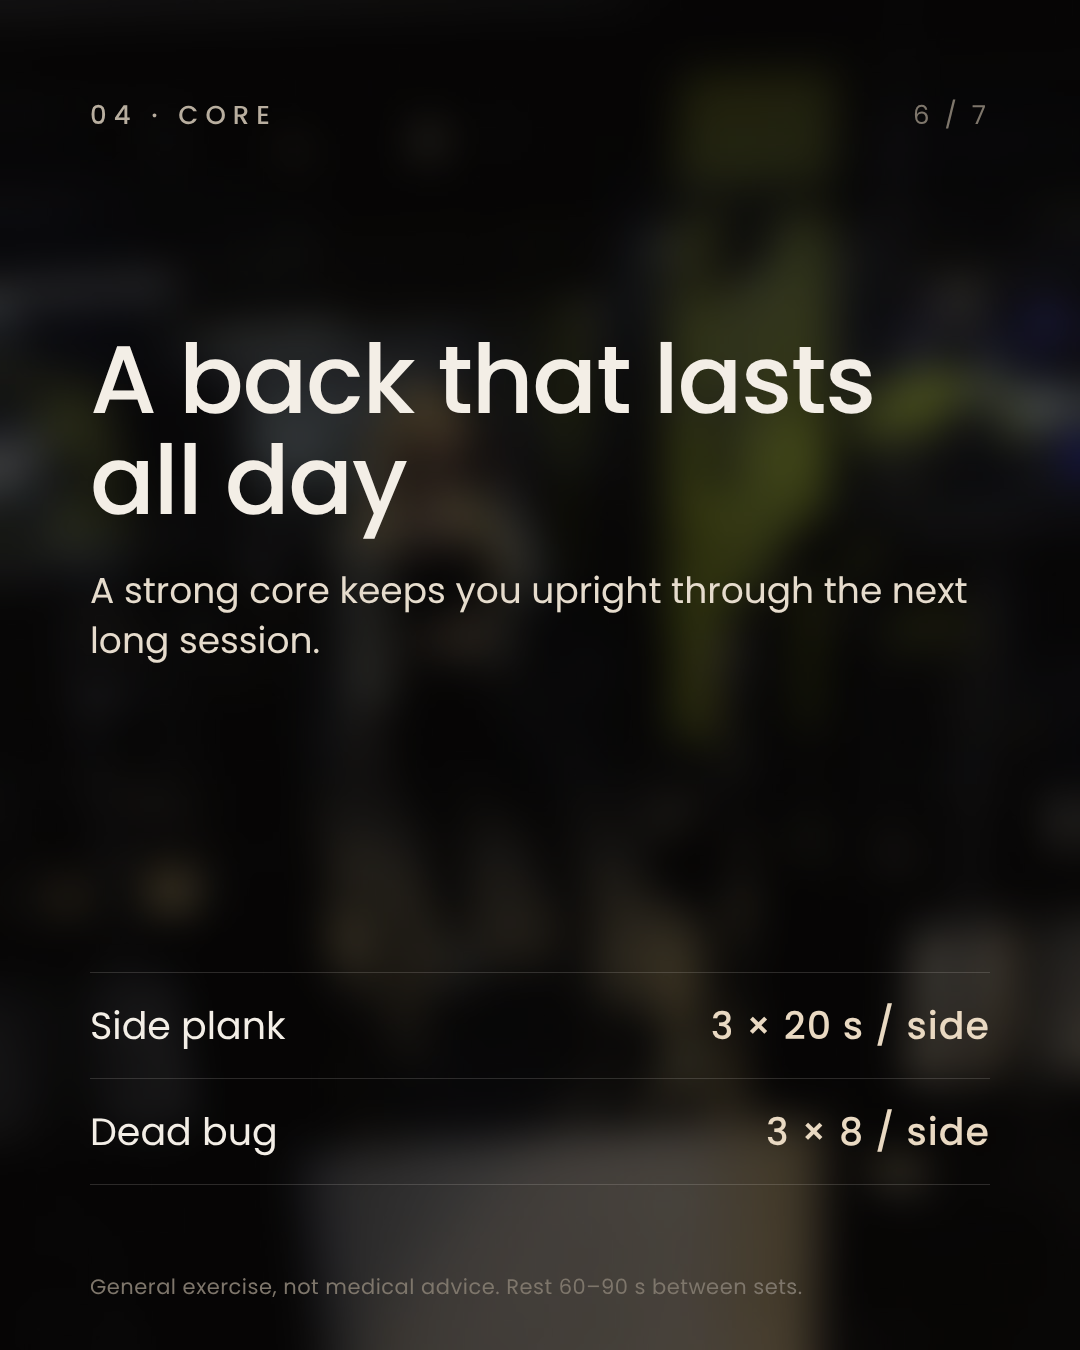 04 · CORE
6 / 7
A back that lasts
all day
A strong core keeps you upright through the next
long session.
Side plank
3 × 20 s / side
Dead bug
3 × 8 / side
General exercise, not medical advice. Rest 60–90 s between sets.